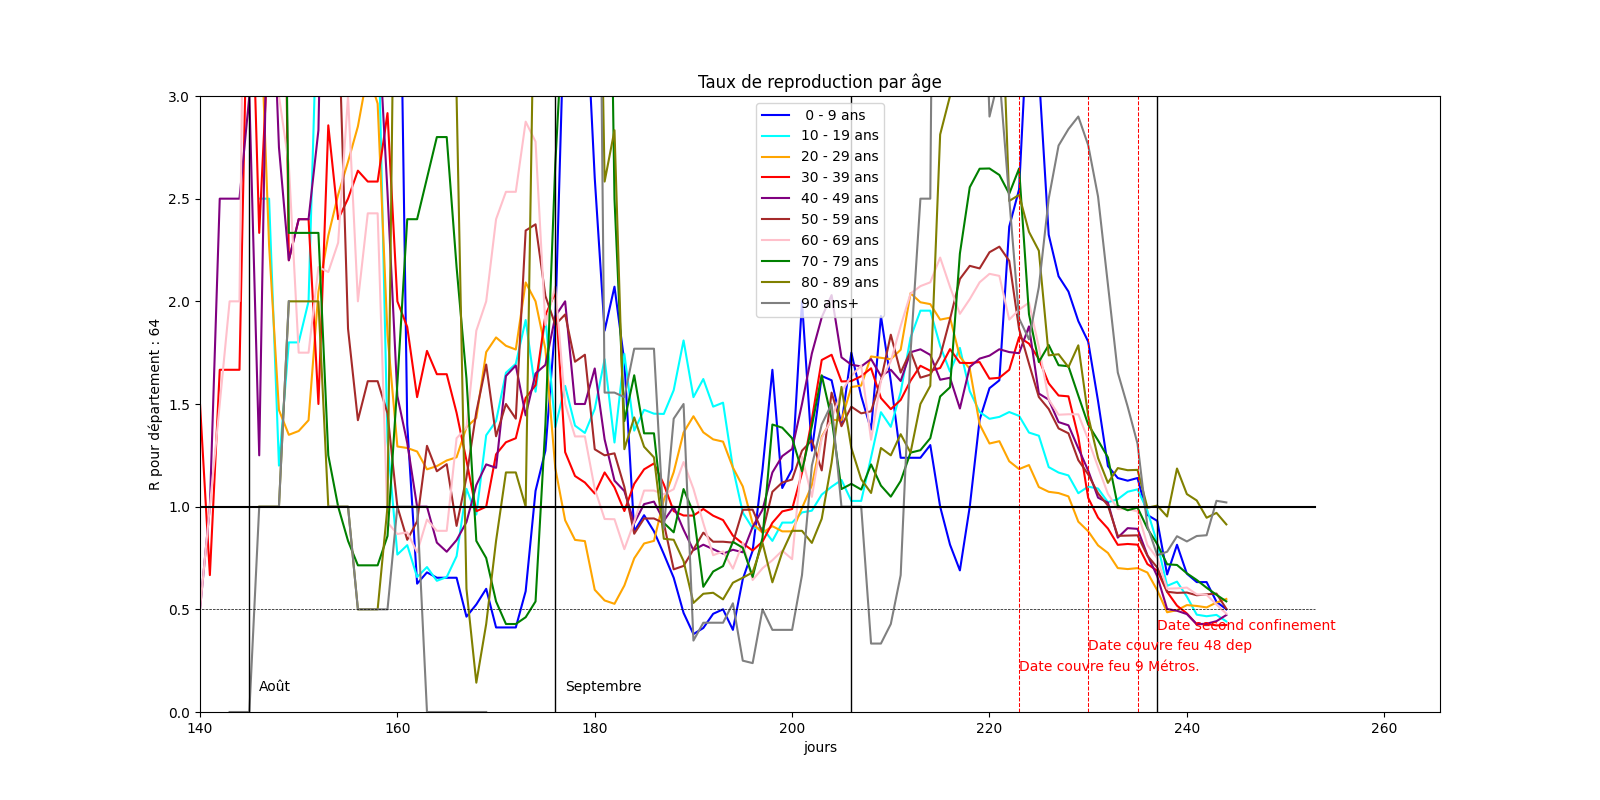 Taux de reproduction par âge
R pour département : 64
3.0
2.5
2.0
1.5
1.0
0.5
0.0
0 - 9 ans
10 - 19 ans
20 - 29 ans
30 - 39 ans
40 - 49 ans
50 - 59 ans
60 - 69 ans
70 - 79 ans
80 - 89 ans
90 ans+
Date second confinement
Date couvre feu 48 dep
Date couvre feu 9 Métros.
Août
Septembre
140
160
180
200
220
240
260
jours